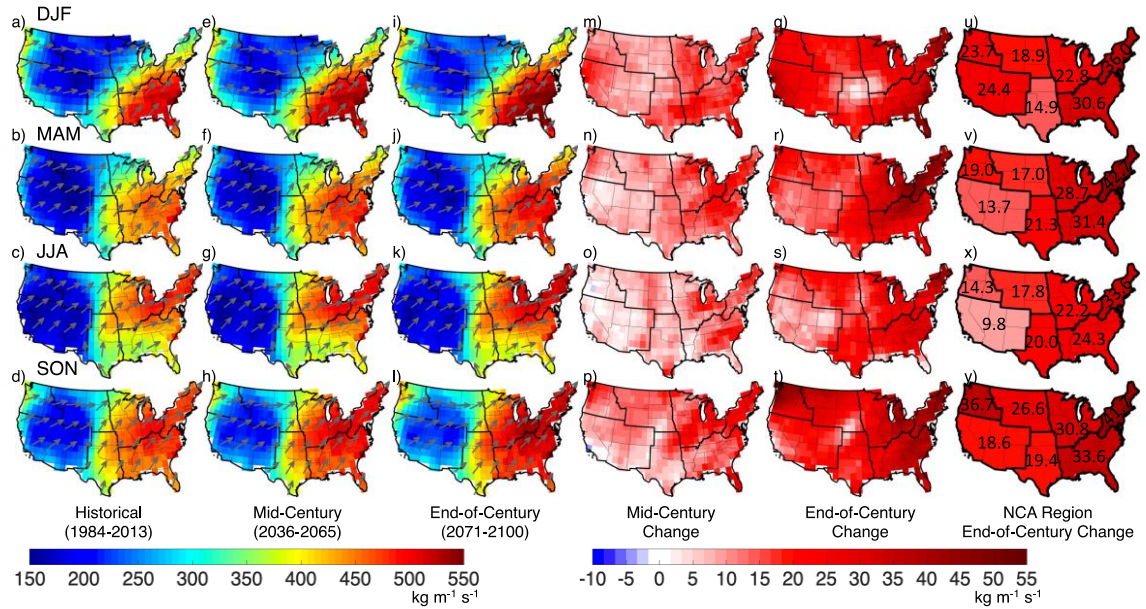 DJF
a) e) i) m) q) u)
23.7 18.9 22.8 36.0
24.4 14.9 30.6
MAM
b) f) j) n) r) v)
19.0 17.0 28.7
13.7 21.3 31.4
JJA
c) g) k) o) s) x)
14.3 17.8 22.2
9.8 20.0 24.3
SON
d) h) l) p) t) y)
36.7 26.6 30.8
18.6 19.4 33.6
Historical
(1984-2013)
Mid-Century
(2036-2065)
End-of-Century
(2071-2100)
Mid-Century
Change
End-of-Century
Change
NCA Region
End-of-Century Change
150 200 250 300 350 400 450 500 550
kg m⁻¹ s⁻¹
-10 -5 0 5 10 15 20 25 30 35 40 45 50 55
kg m⁻¹ s⁻¹